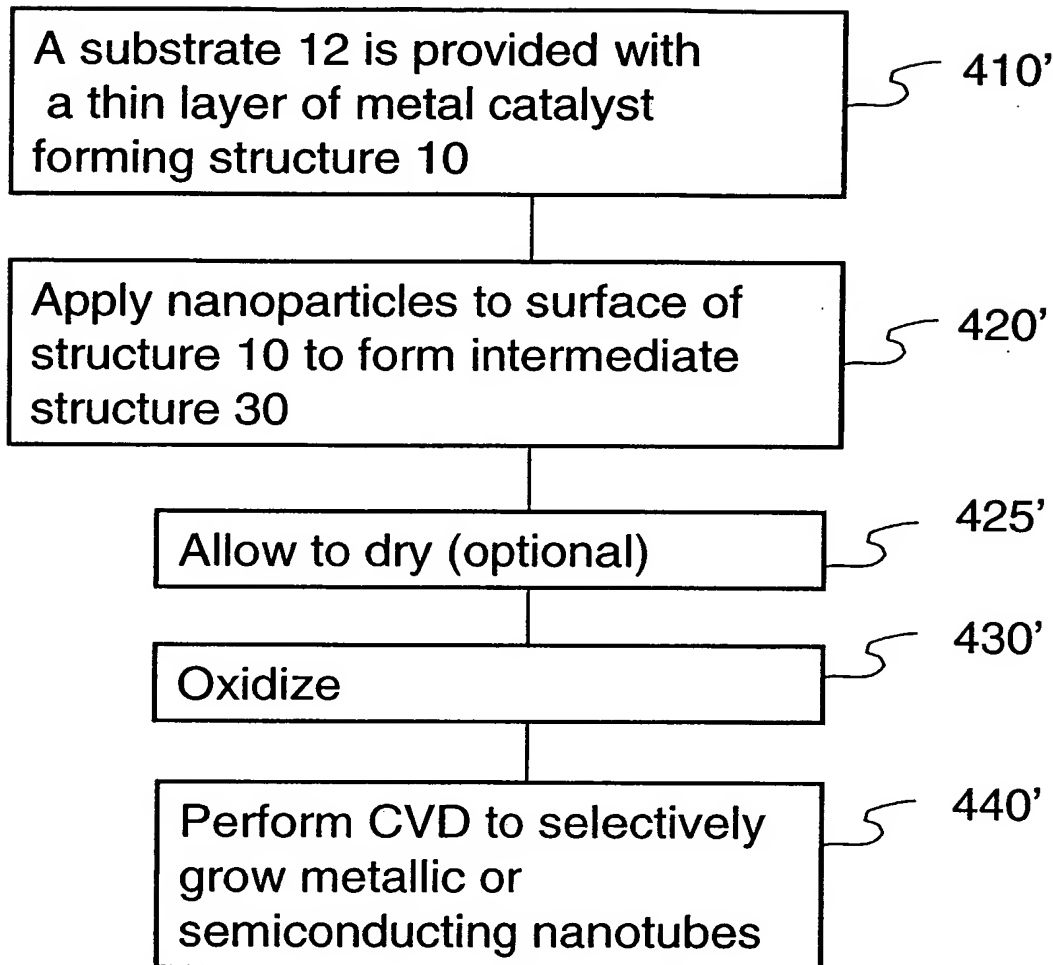 A substrate 12 is provided with
a thin layer of metal catalyst
forming structure 10
410’
Apply nanoparticles to surface of
structure 10 to form intermediate
structure 30
420’
Allow to dry (optional)
425’
Oxidize
430’
Perform CVD to selectively
grow metallic or
semiconducting nanotubes
440’